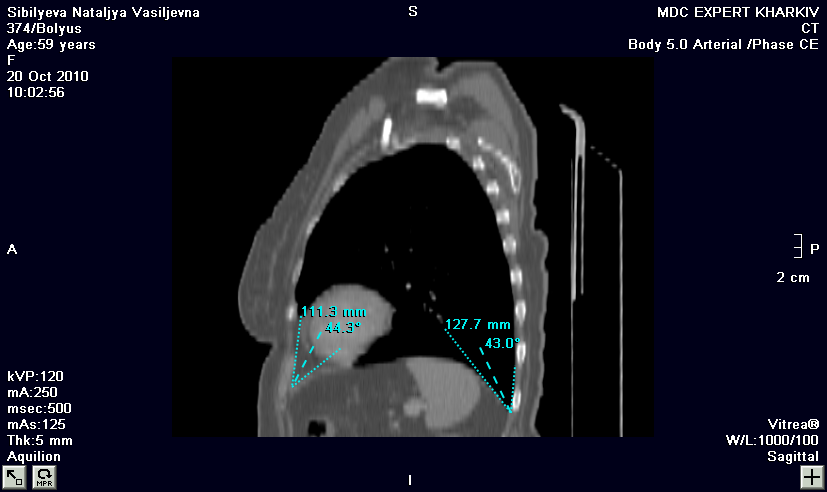 Sibilyeva Nataljya Vasiljevna
374/Bolyus
Age:59 years
F
20 Oct 2010
10:02:56
S
MDC EXPERT KHARKIV
CT
Body 5.0 Arterial /Phase CE
A
P
2 cm
111.3 mm
44.3°
127.7 mm
43.0°
kVP:120
mA:250
msec:500
mAs:125
Thk:5 mm
Aquilion
MPR
I
Vitrea®
W/L:1000/100
Sagittal